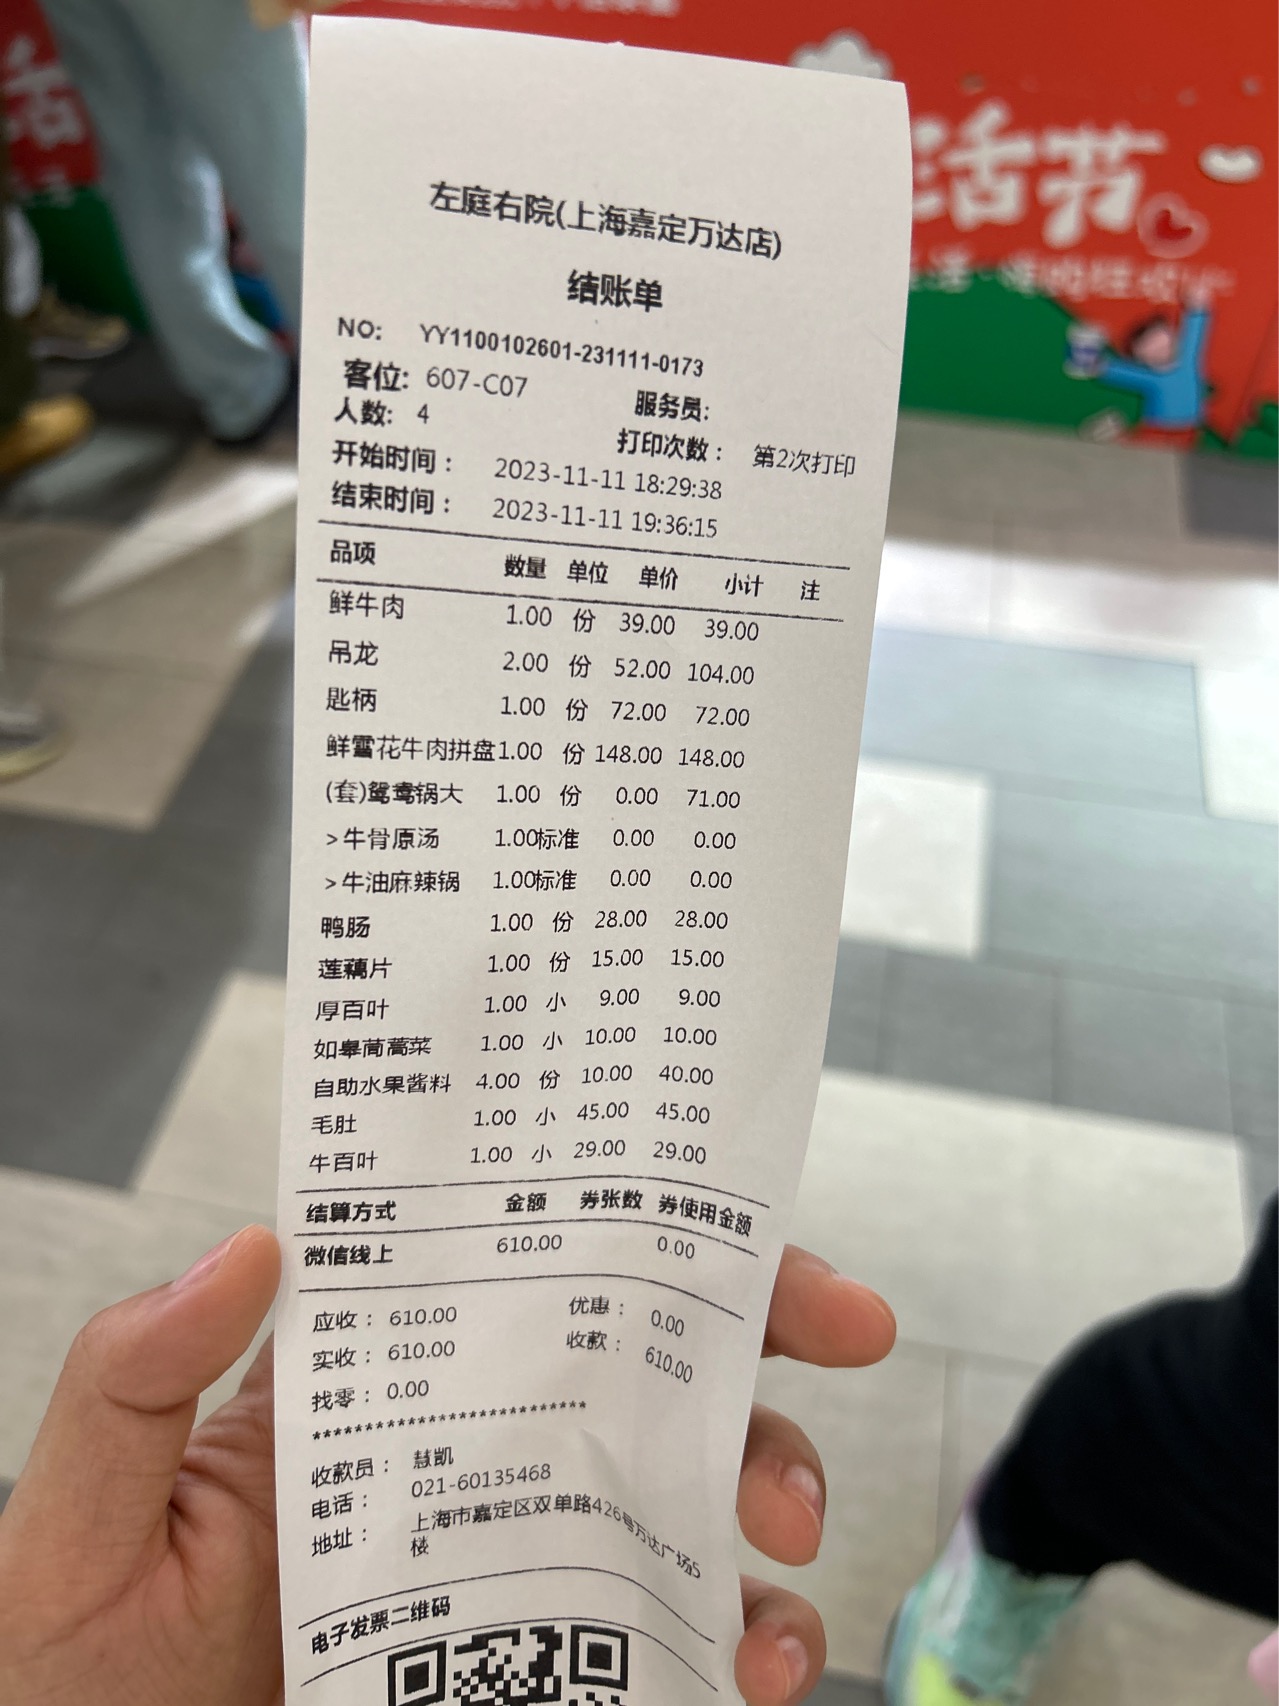 活
活节
左庭右院(上海嘉定万达店)
结账单
NO: YY1100102601-231111-0173
客位: 607-C07 服务员:
人数: 4 打印次数： 第2次打印
开始时间： 2023-11-11 18:29:38
结束时间： 2023-11-11 19:36:15
品项 数量 单位 单价 小计 注
鲜牛肉 1.00 份 39.00 39.00
吊龙 2.00 份 52.00 104.00
匙柄 1.00 份 72.00 72.00
鲜雪花牛肉拼盘 1.00 份 148.00 148.00
(套)鸳鸯锅大 1.00 份 0.00 71.00
>牛骨原汤 1.00标准 0.00 0.00
>牛油麻辣锅 1.00标准 0.00 0.00
鸭肠 1.00 份 28.00 28.00
莲藕片 1.00 份 15.00 15.00
厚百叶 1.00 小 9.00 9.00
如皋茼蒿菜 1.00 小 10.00 10.00
自助水果酱料 4.00 份 10.00 40.00
毛肚 1.00 小 45.00 45.00
牛百叶 1.00 小 29.00 29.00
结算方式 金额 券张数 券使用金额
微信线上 610.00 0.00
应收： 610.00 优惠： 0.00
实收： 610.00 收款： 610.00
找零： 0.00
***************************
收款员： 慧凯
电话： 021-60135468
地址： 上海市嘉定区双单路426号万达广场5
楼
电子发票二维码